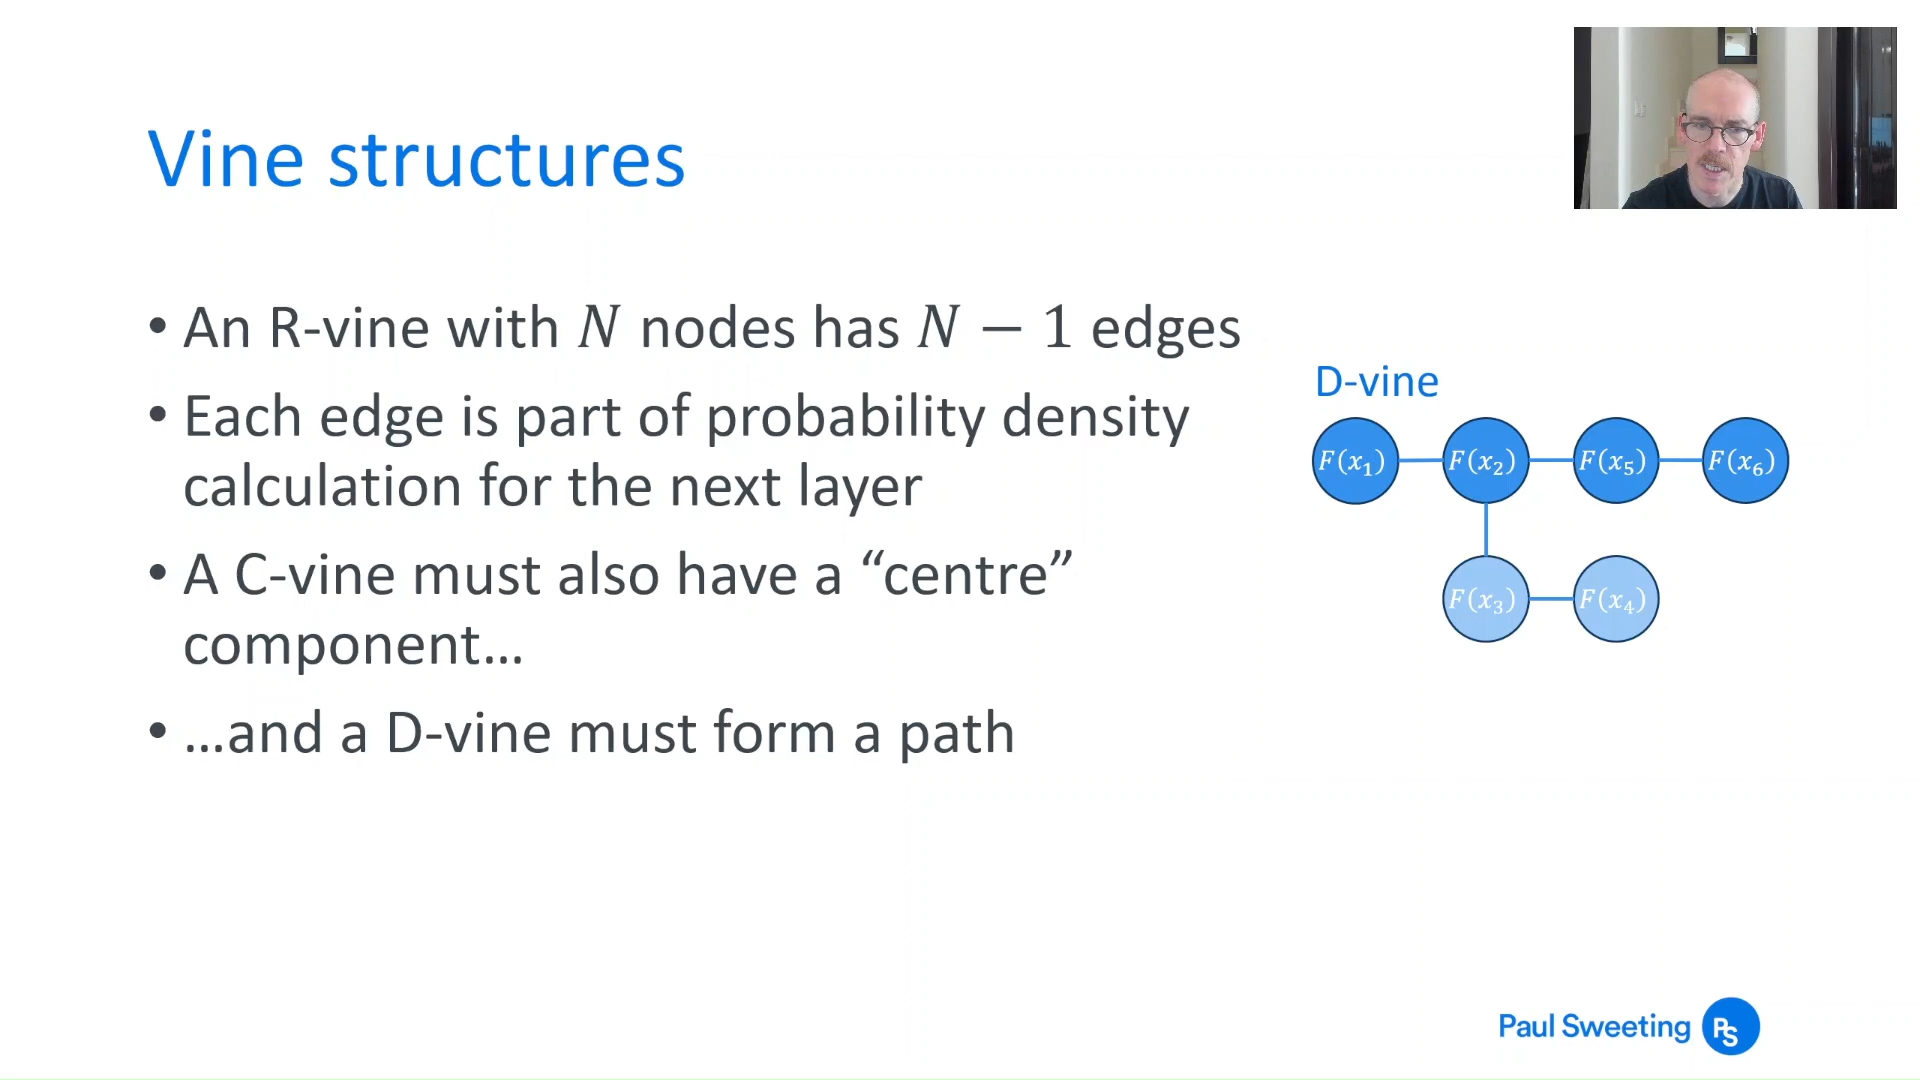 Vine structures
• An R-vine with N nodes has N − 1 edges
• Each edge is part of probability density
calculation for the next layer
• A C-vine must also have a “centre”
component…
• …and a D-vine must form a path
D-vine
F(x₁) F(x₂) F(x₅) F(x₆)
F(x₃) F(x₄)
Paul Sweeting PS